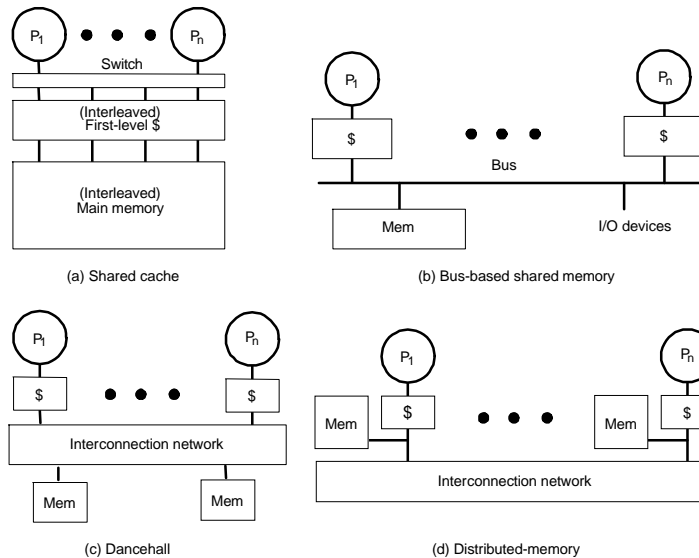 P1 Pn
Switch
(Interleaved)
First-level $
(Interleaved)
Main memory
(a) Shared cache
P1 Pn
$ $
Bus
Mem
I/O devices
(b) Bus-based shared memory
P1 Pn
$ $
Interconnection network
Mem Mem
(c) Dancehall
P1 Pn
$ $
Mem Mem
Interconnection network
(d) Distributed-memory